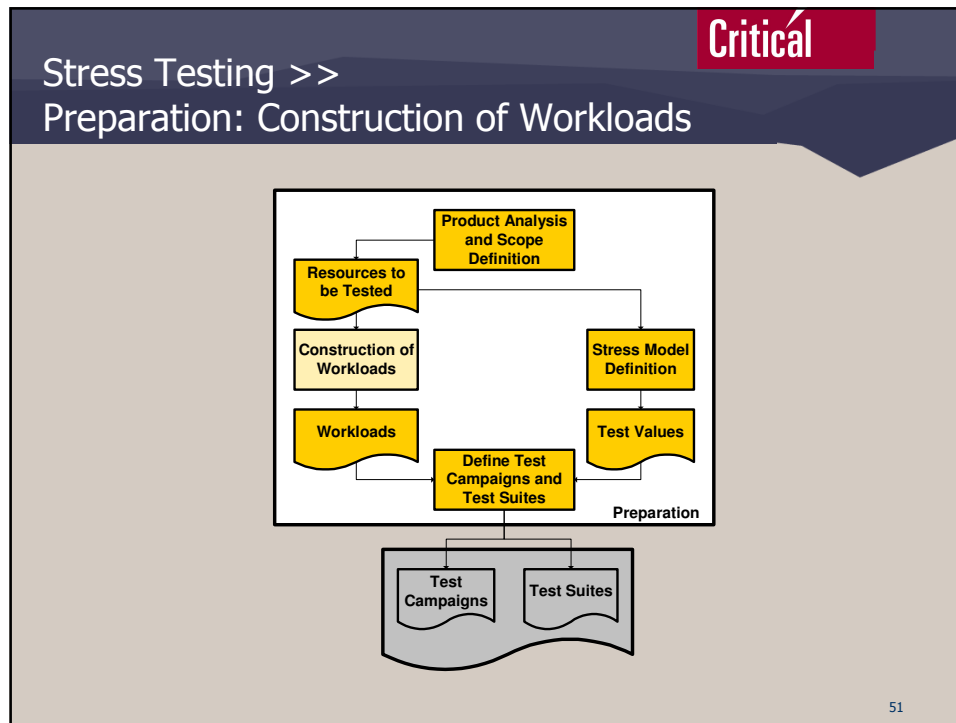 Critical
Stress Testing >>
Preparation: Construction of Workloads
Product Analysis
and Scope
Definition
Resources to
be Tested
Construction of
Workloads
Stress Model
Definition
Workloads
Test Values
Define Test
Campaigns and
Test Suites
Preparation
Test
Campaigns
Test Suites
51